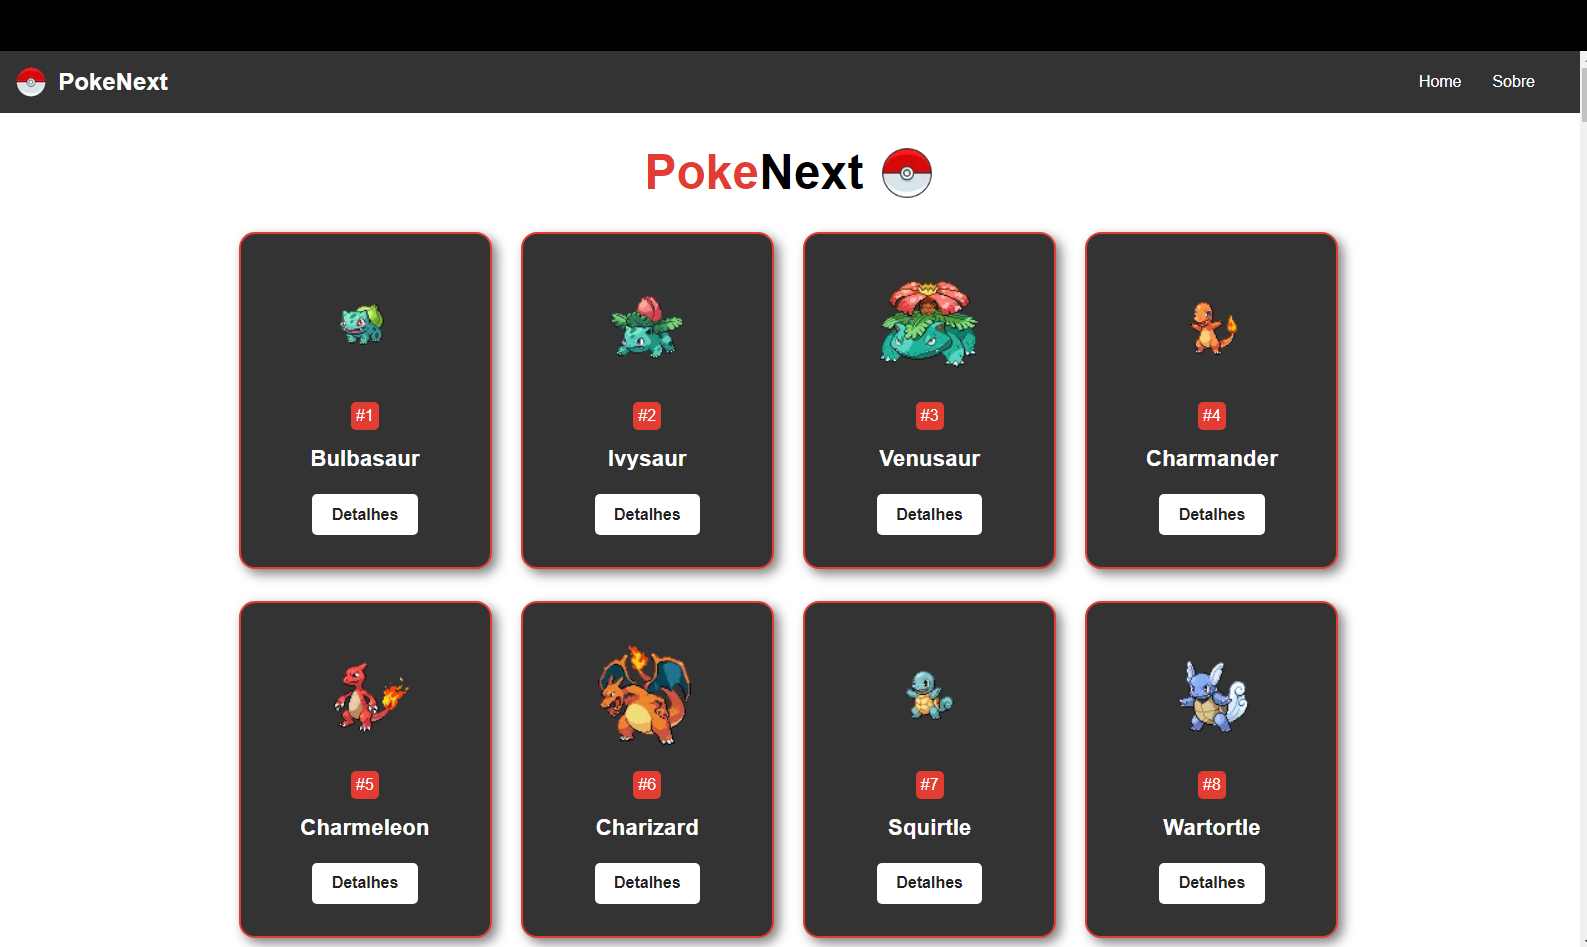 PokeNext
Home
Sobre
PokeNext
#1
Bulbasaur
Detalhes
#2
Ivysaur
Detalhes
#3
Venusaur
Detalhes
#4
Charmander
Detalhes
#5
Charmeleon
Detalhes
#6
Charizard
Detalhes
#7
Squirtle
Detalhes
#8
Wartortle
Detalhes